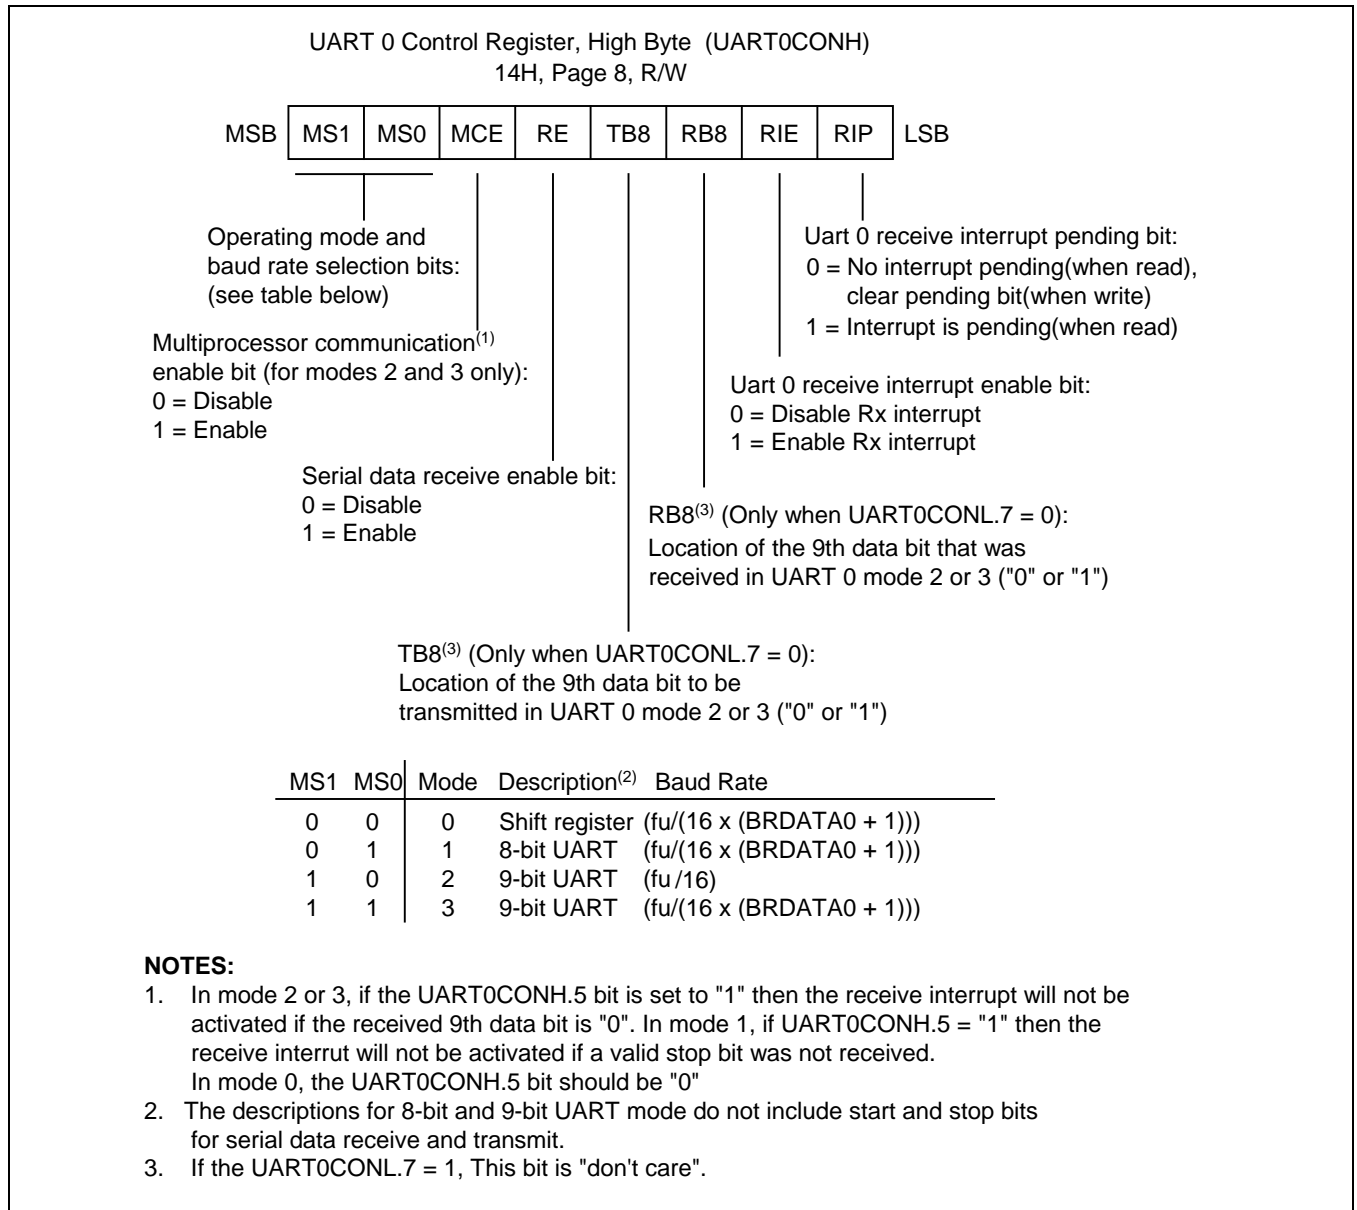 UART 0 Control Register, High Byte (UART0CONH)
14H, Page 8, R/W
MSB MS1 MS0 MCE RE TB8 RB8 RIE RIP LSB
Operating mode and
baud rate selection bits:
(see table below)
Uart 0 receive interrupt pending bit:
0 = No interrupt pending(when read),
clear pending bit(when write)
1 = Interrupt is pending(when read)
Multiprocessor communication(1)
enable bit (for modes 2 and 3 only):
0 = Disable
1 = Enable
Uart 0 receive interrupt enable bit:
0 = Disable Rx interrupt
1 = Enable Rx interrupt
Serial data receive enable bit:
0 = Disable
1 = Enable
RB8(3) (Only when UART0CONL.7 = 0):
Location of the 9th data bit that was
received in UART 0 mode 2 or 3 ("0" or "1")
TB8(3) (Only when UART0CONL.7 = 0):
Location of the 9th data bit to be
transmitted in UART 0 mode 2 or 3 ("0" or "1")
MS1 MS0 Mode Description(2) Baud Rate
0 0 0 Shift register (fu/(16 x (BRDATA0 + 1)))
0 1 1 8-bit UART (fu/(16 x (BRDATA0 + 1)))
1 0 2 9-bit UART (fu/16)
1 1 3 9-bit UART (fu/(16 x (BRDATA0 + 1)))
NOTES:
1. In mode 2 or 3, if the UART0CONH.5 bit is set to "1" then the receive interrupt will not be
activated if the received 9th data bit is "0". In mode 1, if UART0CONH.5 = "1" then the
receive interrut will not be activated if a valid stop bit was not received.
In mode 0, the UART0CONH.5 bit should be "0"
2. The descriptions for 8-bit and 9-bit UART mode do not include start and stop bits
for serial data receive and transmit.
3. If the UART0CONL.7 = 1, This bit is "don't care".